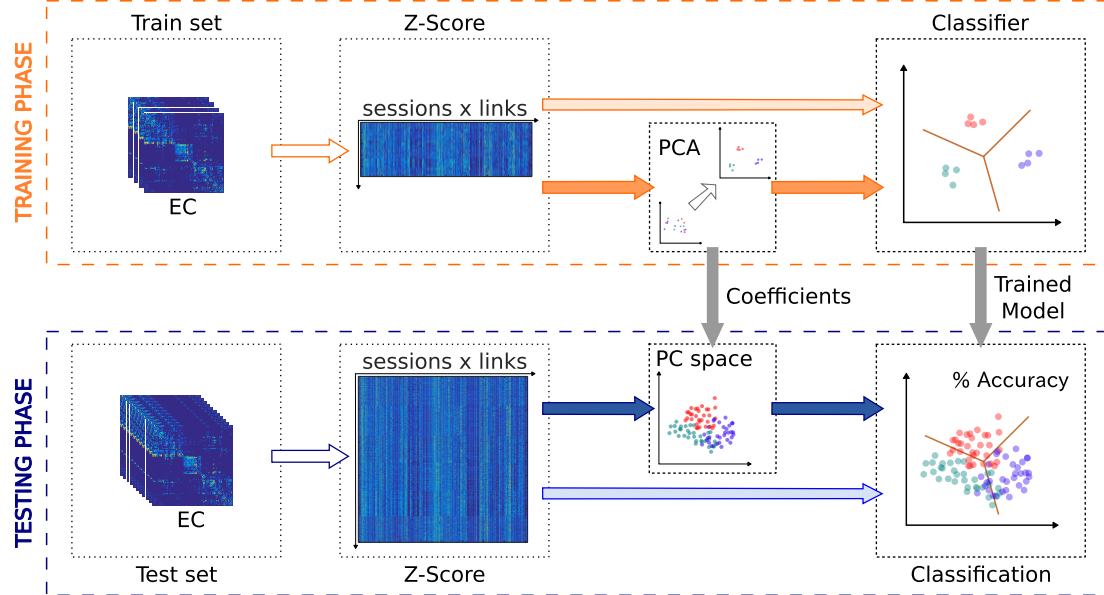 TRAINING PHASE
Train set
Z-Score
Classifier
sessions x links
PCA
EC
Coefficients
Trained
Model
TESTING PHASE
sessions x links
PC space
% Accuracy
EC
Test set
Z-Score
Classification